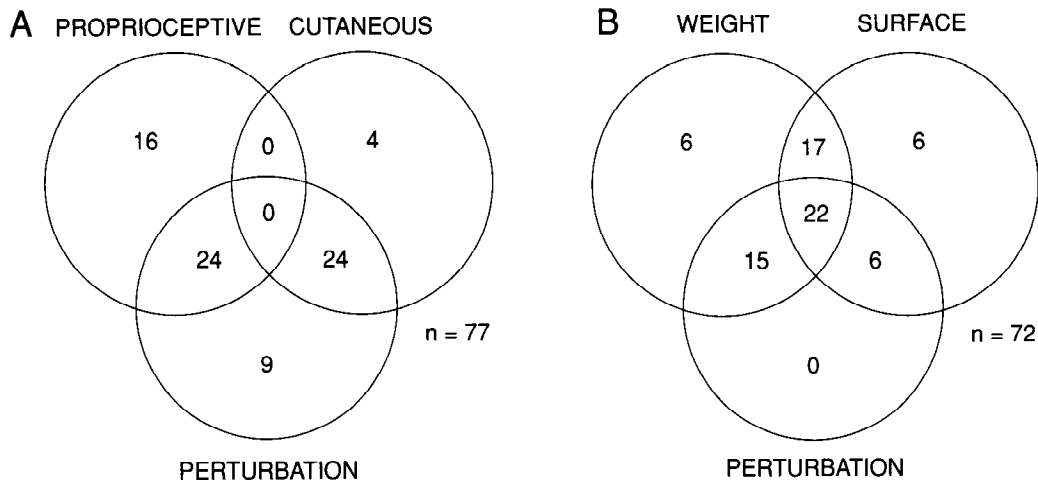 A PROPRIOCEPTIVE CUTANEOUS
16
0
4
0
24
24
n = 77
9
PERTURBATION
B WEIGHT SURFACE
6
17
6
22
15
6
n = 72
0
PERTURBATION